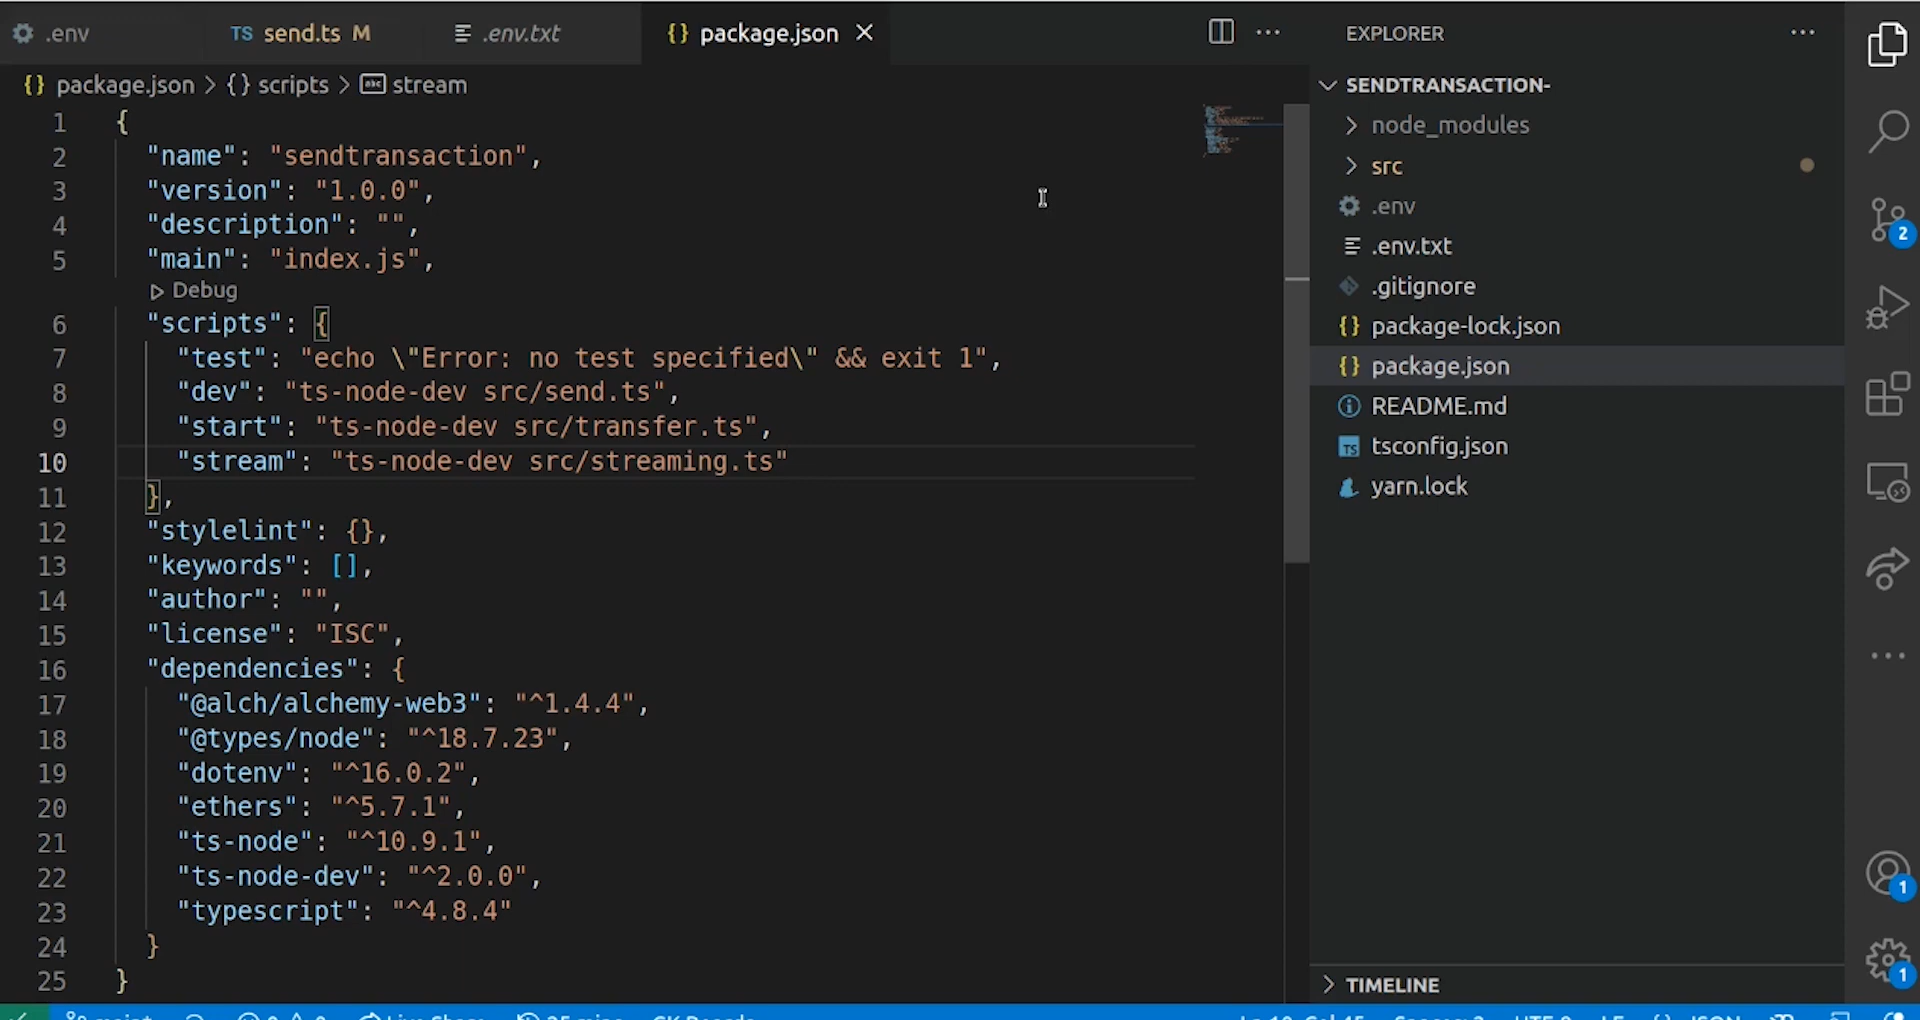 .env
TS send.ts M
.env.txt
{} package.json ×
EXPLORER
{} package.json > {} scripts > abc stream
SENDTRANSACTION-
node_modules
src
.env
.env.txt
.gitignore
{} package-lock.json
{} package.json
README.md
TS tsconfig.json
yarn.lock
2
1 {
2 "name": "sendtransaction",
3 "version": "1.0.0",
4 "description": "",
5 "main": "index.js",
Debug
6 "scripts": {
7 "test": "echo \"Error: no test specified\" && exit 1",
8 "dev": "ts-node-dev src/send.ts",
9 "start": "ts-node-dev src/transfer.ts",
10 "stream": "ts-node-dev src/streaming.ts"
11 },
12 "stylelint": {},
13 "keywords": [],
14 "author": "",
15 "license": "ISC",
16 "dependencies": {
17 "@alch/alchemy-web3": "^1.4.4",
18 "@types/node": "^18.7.23",
19 "dotenv": "^16.0.2",
20 "ethers": "^5.7.1",
21 "ts-node": "^10.9.1",
22 "ts-node-dev": "^2.0.0",
23 "typescript": "^4.8.4"
24 }
25 }
1
1
TIMELINE